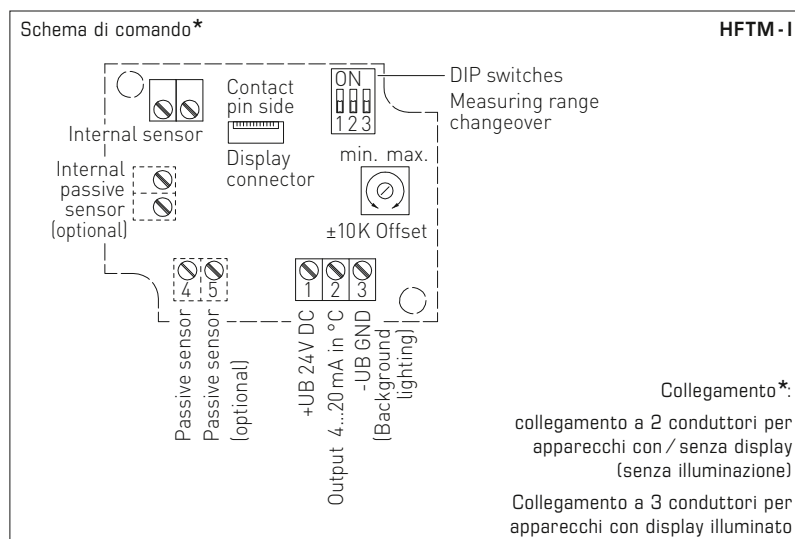 Schema di comando*
HFTM-I
ON
1 2 3
DIP switches
Measuring range
changeover
Contact
pin side
Internal sensor
Display
connector
Internal
passive
sensor
(optional)
min. max.
±10K Offset
4 5
1 2 3
Passive sensor
Passive sensor
(optional)
+UB 24V DC
Output 4...20mA in °C
-UB GND
(Background
lighting)
Collegamento*:
collegamento a 2 conduttori per
apparecchi con / senza display
(senza illuminazione)
Collegamento a 3 conduttori per
apparecchi con display illuminato